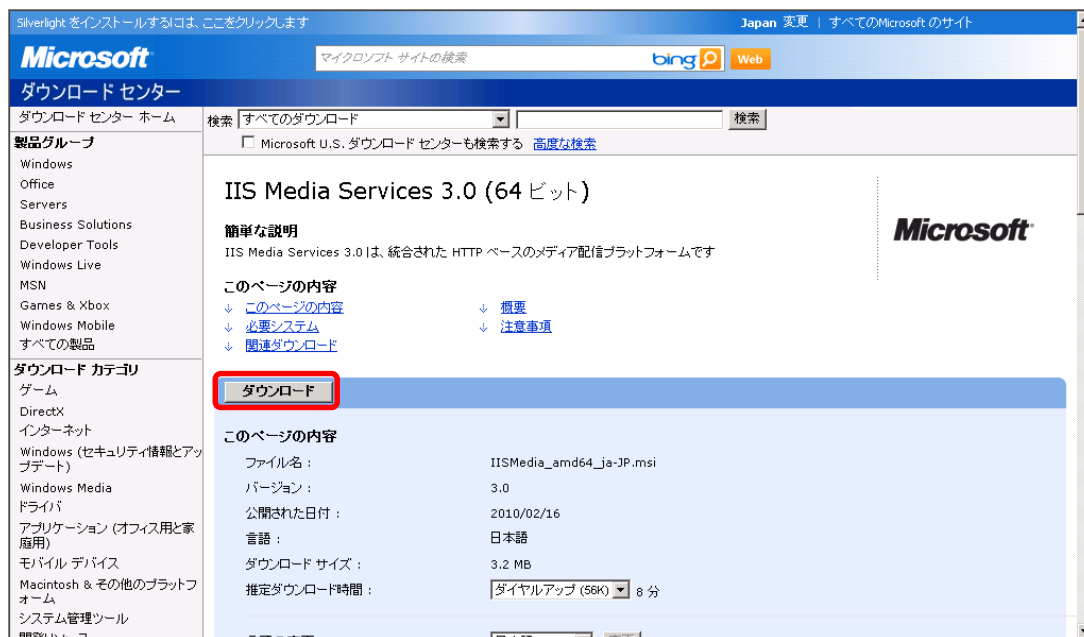 Silverlight をインストールするには、ここをクリックします
Japan 変更 | すべてのMicrosoft のサイト
Microsoft
マイクロソフト サイトの検索
bing
Web
ダウンロード センター
ダウンロード センター ホーム
検索 すべてのダウンロード 検索
Microsoft U.S. ダウンロード センターも検索する 高度な検索
製品グループ
Windows
Office
Servers
Business Solutions
Developer Tools
Windows Live
MSN
Games & Xbox
Windows Mobile
すべての製品
ダウンロード カテゴリ
ゲーム
DirectX
インターネット
Windows (セキュリティ情報とアッ
プデート)
Windows Media
ドライバ
アプリケーション (オフィス用と家
庭用)
モバイル デバイス
Macintosh & その他のプラットフ
ォーム
システム管理ツール
IIS Media Services 3.0 (64 ビット)
Microsoft
簡単な説明
IIS Media Services 3.0 は、統合された HTTP ベースのメディア配信プラットフォームです
このページの内容
↓ このページの内容
↓ 概要
↓ 必要システム
↓ 注意事項
↓ 関連ダウンロード
ダウンロード
このページの内容
ファイル名 : IISMedia_amd64_ja-JP.msi
バージョン : 3.0
公開された日付 : 2010/02/16
言語 : 日本語
ダウンロード サイズ : 3.2 MB
推定ダウンロード時間 : ダイヤルアップ (56K) 8 分